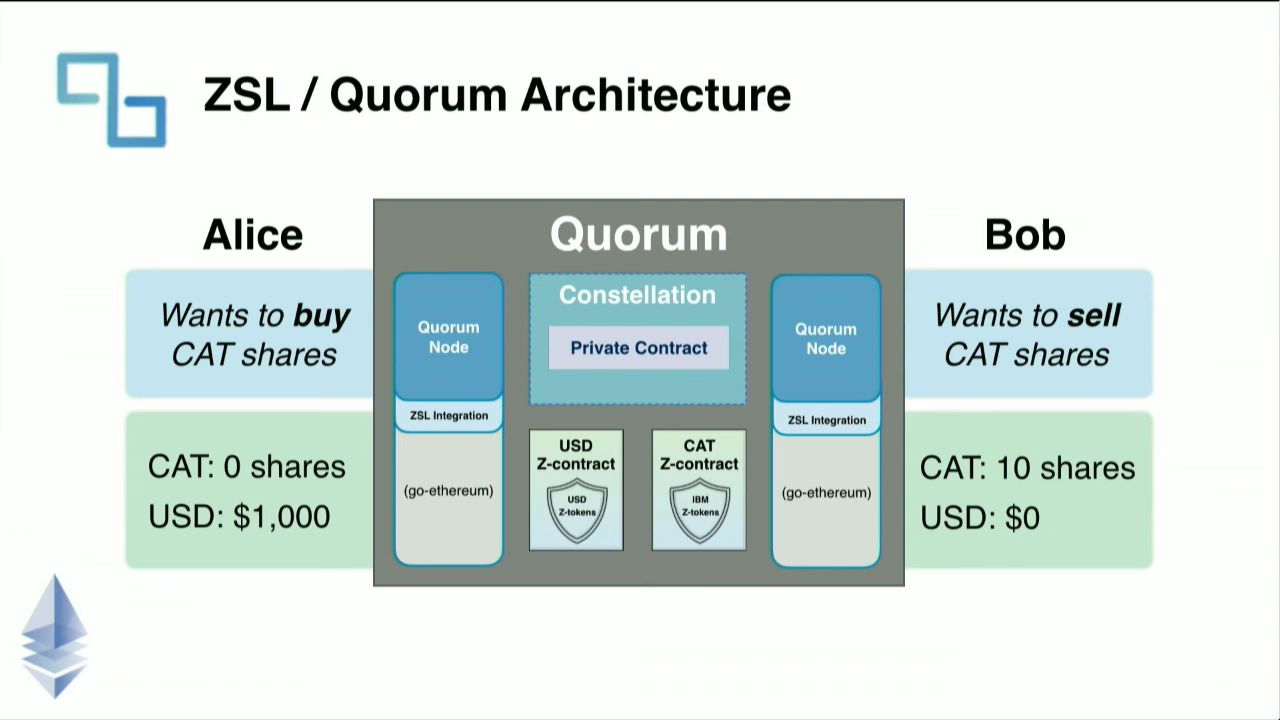 ZSL / Quorum Architecture
Alice
Wants to buy
CAT shares
CAT: 0 shares
USD: $1,000
Quorum
Quorum
Node
ZSL Integration
(go-ethereum)
Constellation
Private Contract
USD
Z-contract
USD
Z-tokens
CAT
Z-contract
IBM
Z-tokens
Quorum
Node
ZSL Integration
(go-ethereum)
Bob
Wants to sell
CAT shares
CAT: 10 shares
USD: $0